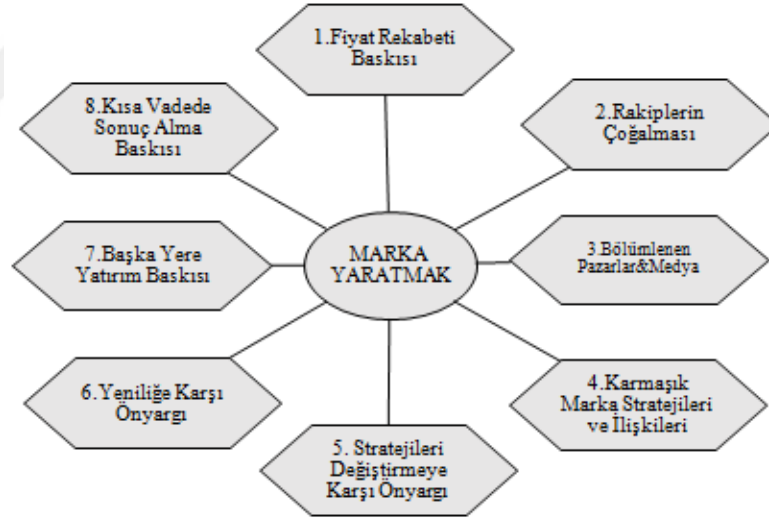 1.Fiyat Rekabeti
Baskısı
2.Rakiplerin
Çoğalması
3.Bölümlenen
Pazarlar&Medya
4.Karmaşık
Marka Stratejileri
ve İlişkileri
5. Stratejileri
Değiştirmeye
Karşı Önyargı
6.Yeniliğe Karşı
Önyargı
7.Başka Yere
Yatırım Baskısı
8.Kısa Vadede
Sonuç Alma
Baskısı
MARKA
YARATMAK